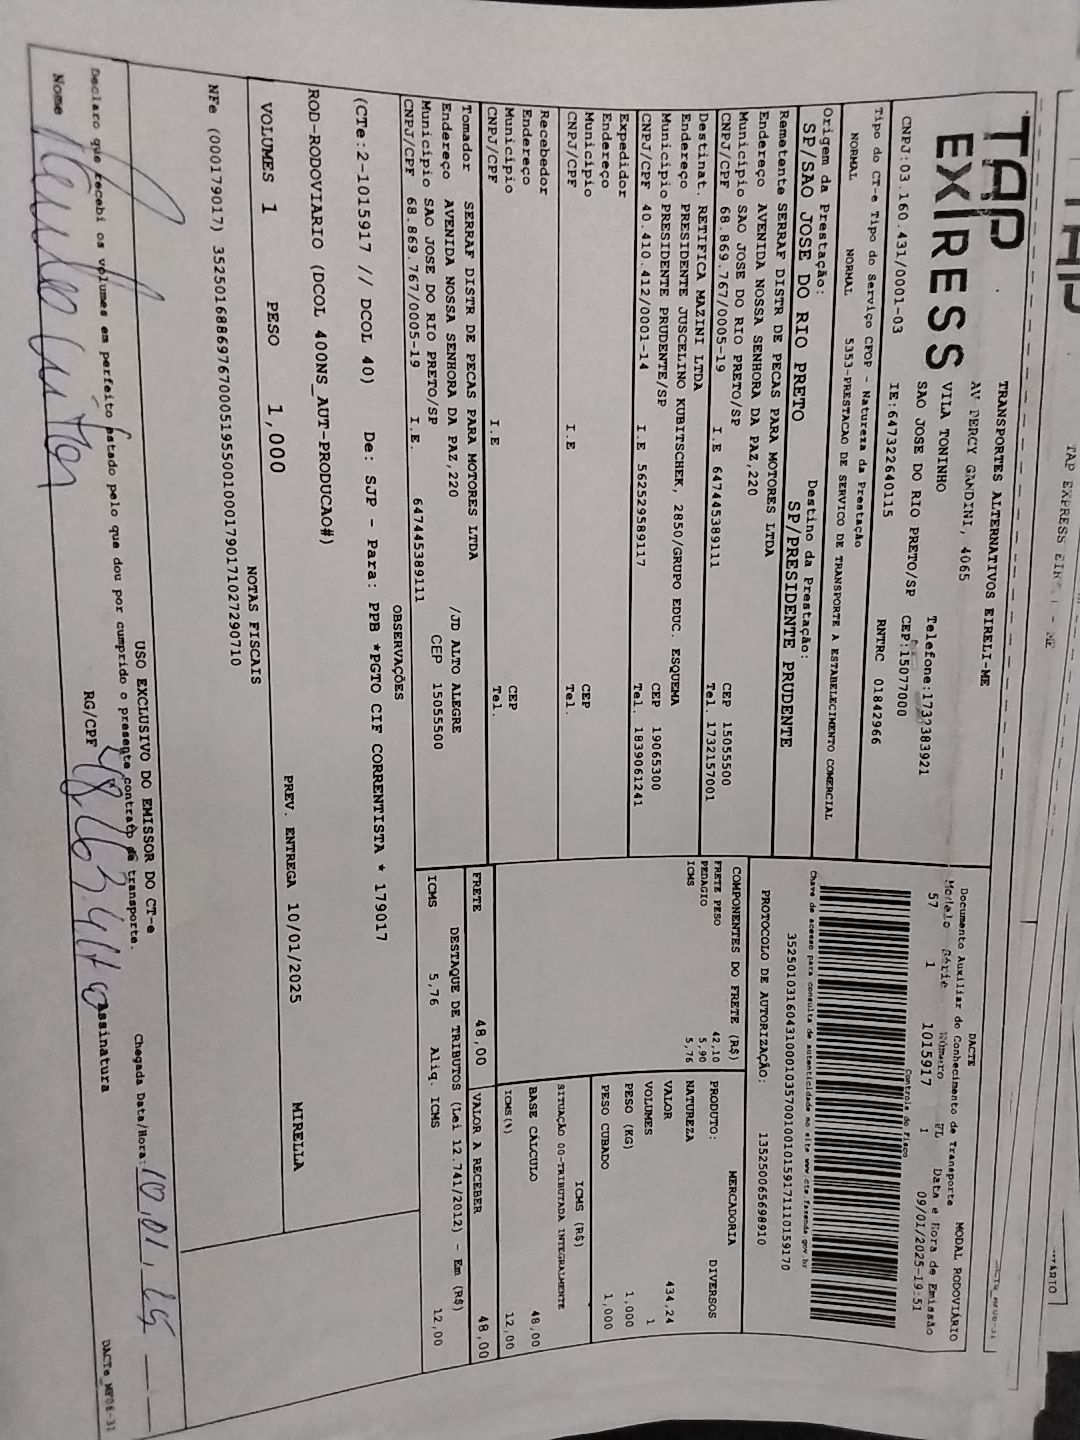 TAP EXPRESS
TRANSPORTES ALTERNATIVOS EIRELI-ME
AV PERCY GANDINI, 4065
VILA TONINHO
SAO JOSE DO RIO PRETO/SP CEP:15077000
CNPJ:03.160.431/0001-03 IE:647322640115 RNTRC 01842966
Tipo do CT-e Tipo do Serviço CFOP - Natureza da Prestação
NORMAL NORMAL 5353-PRESTACAO DE SERVICO DE TRANSPORTE A ESTABELECIMENTO COMERCIAL
Origem da Prestação: Destino da Prestação:
SP/SAO JOSE DO RIO PRETO SP/PRESIDENTE PRUDENTE
Remetente SERRAF DISTR DE PECAS PARA MOTORES LTDA
Endereço AVENIDA NOSSA SENHORA DA PAZ,220
Município SAO JOSE DO RIO PRETO/SP CEP 15055500
CNPJ/CPF 68.869.767/0005-19 I.E 647445389111 Tel. 1732157001
Destinat. RETIFICA MAZINI LTDA
Endereço PRESIDENTE JUSCELINO KUBITSCHEK, 2850/GRUPO EDUC. ESQUEMA
Município PRESIDENTE PRUDENTE/SP CEP 19065300
CNPJ/CPF 40.410.412/0001-14 I.E 562529589117 Tel. 1839061241
Expedidor
Endereço
Município CEP
CNPJ/CPF I.E Tel.
Recebedor
Endereço
Município CEP
CNPJ/CPF I.E Tel.
Tomador SERRAF DISTR DE PECAS PARA MOTORES LTDA
Endereço AVENIDA NOSSA SENHORA DA PAZ,220 /JD ALTO ALEGRE
Município SAO JOSE DO RIO PRETO/SP CEP 15055500
CNPJ/CPF 68.869.767/0005-19 I.E. 647445389111
DACTE MODAL RODOVIÁRIO
Documento Auxiliar do Conhecimento de Transporte
Modelo Série Número FL Data e Hora de Emissão
57 1 1015917 1 09/01/2025-19:51
Controle do Fisco
Chave de acesso para consulta de autenticidade no site www.cte.fazenda.gov.br
PROTOCOLO DE AUTORIZAÇÃO: 135250065698910
COMPONENTES DO FRETE (R$)
FRETE PESO 42,10
PEDAGIO 5,90
ICMS 5,76
MERCADORIA
PRODUTO: DIVERSOS
NATUREZA
VALOR 434,24
VOLUMES 1
PESO (KG) 1,000
PESO CUBADO 1,000
ICMS (R$)
SITUAÇÃO 00-TRIBUTADA INTEGRALMENTE
BASE CÁLCULO 48,00
ICMS(%) 12,00
FRETE 48,00 VALOR A RECEBER 48,00
DESTAQUE DE TRIBUTOS (Lei 12.741/2012) - Em (R$)
ICMS 5,76 Aliq. ICMS 12,00
OBSERVAÇÕES
(CTe:2-1015917 // DCOL 40) De: SJP - Para: PPB *PGTO CIF CORRENTISTA * 179017
ROD-RODOVIARIO (DCOL 400NS_AUT-PRODUCAO#)
VOLUMES 1 PESO 1,000 PREV. ENTREGA 10/01/2025 MIRELLA
NOTAS FISCAIS
NFe (000179017) 35250168869767000519550010001790171027290710
USO EXCLUSIVO DO EMISSOR DO CT-e
Declaro que recebi os volumes em perfeito estado pelo que dou por cumprido o presente contrato de transporte.
Chegada Data/Hora: 10.01.25
Nome RG/CPF Assinatura
DACTe_MF06-31